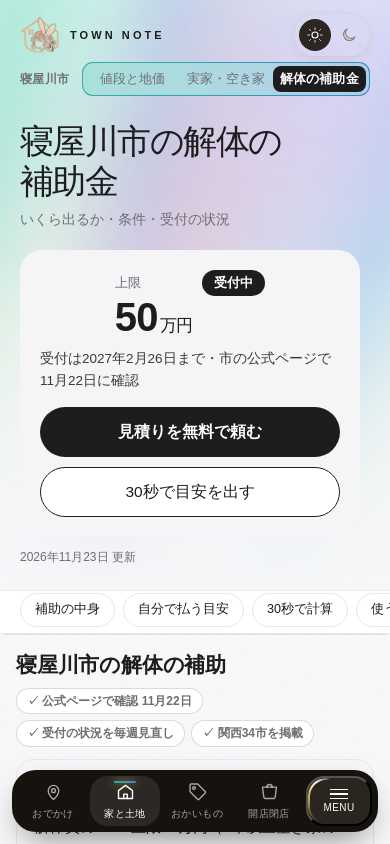 TOWN NOTE
寝屋川市
値段と地価
実家・空き家
解体の補助金
寝屋川市の解体の
補助金
いくら出るか・条件・受付の状況
上限
受付中
50万円
受付は2027年2月26日まで・市の公式ページで
11月22日に確認
見積りを無料で頼む
30秒で目安を出す
2026年11月23日 更新
補助の中身
自分で払う目安
30秒で計算
使う
寝屋川市の解体の補助
✓ 公式ページで確認 11月22日
✓ 受付の状況を毎週見直し
✓ 関西34市を掲載
おでかけ
家と土地
おかいもの
開店閉店
MENU